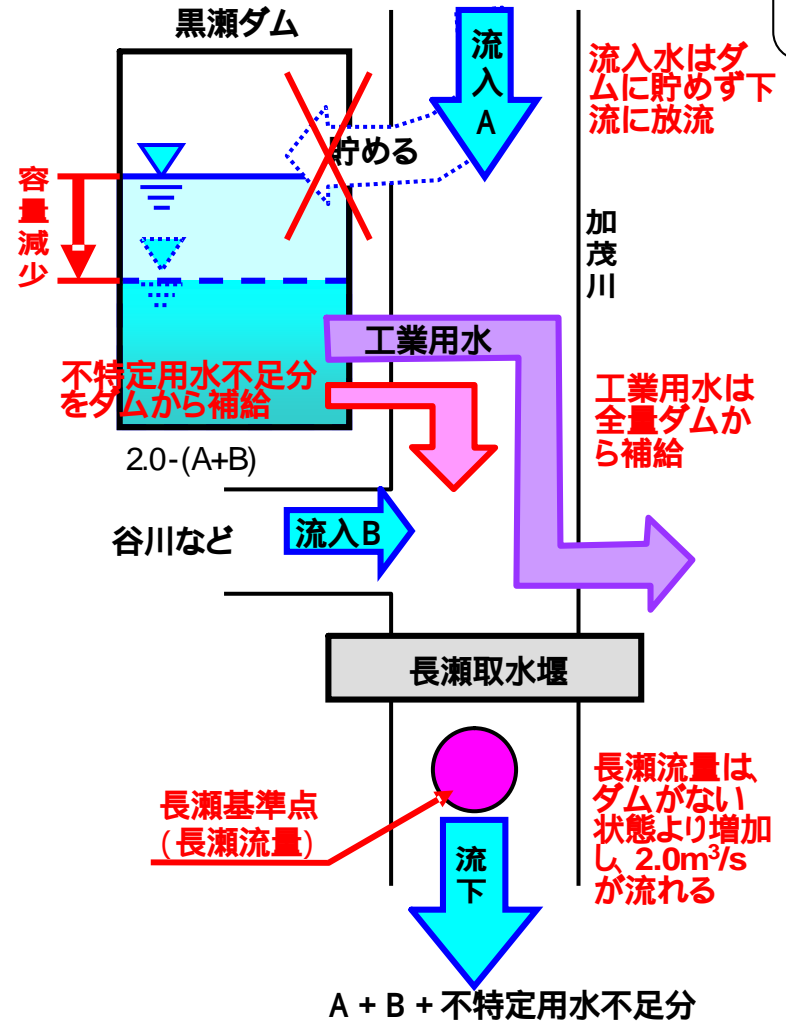 黒瀬ダム
流入A
流入水はダ
ムに貯めず下
流に放流
貯める
容量減少
加茂川
工業用水
不特定用水不足分
をダムから補給
工業用水は
全量ダムか
ら補給
2.0-(A+B)
谷川など
流入B
長瀬取水堰
長瀬基準点
(長瀬流量)
長瀬流量は、
ダムがない
状態より増加
し、2.0m³/s
が流れる
流下
A + B + 不特定用水不足分